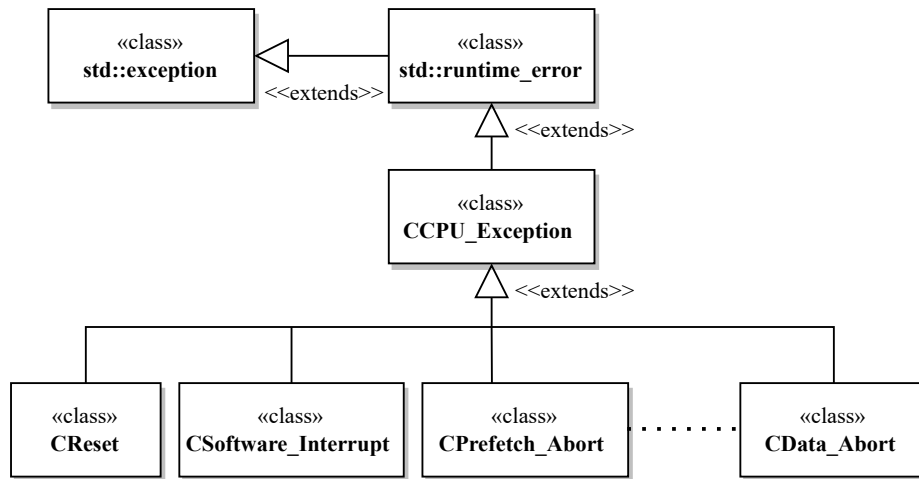 «class»
std::exception
«class»
std::runtime_error
<<extends>>
<<extends>>
«class»
CCPU_Exception
<<extends>>
«class»
CReset
«class»
CSoftware_Interrupt
«class»
CPrefetch_Abort
«class»
CData_Abort